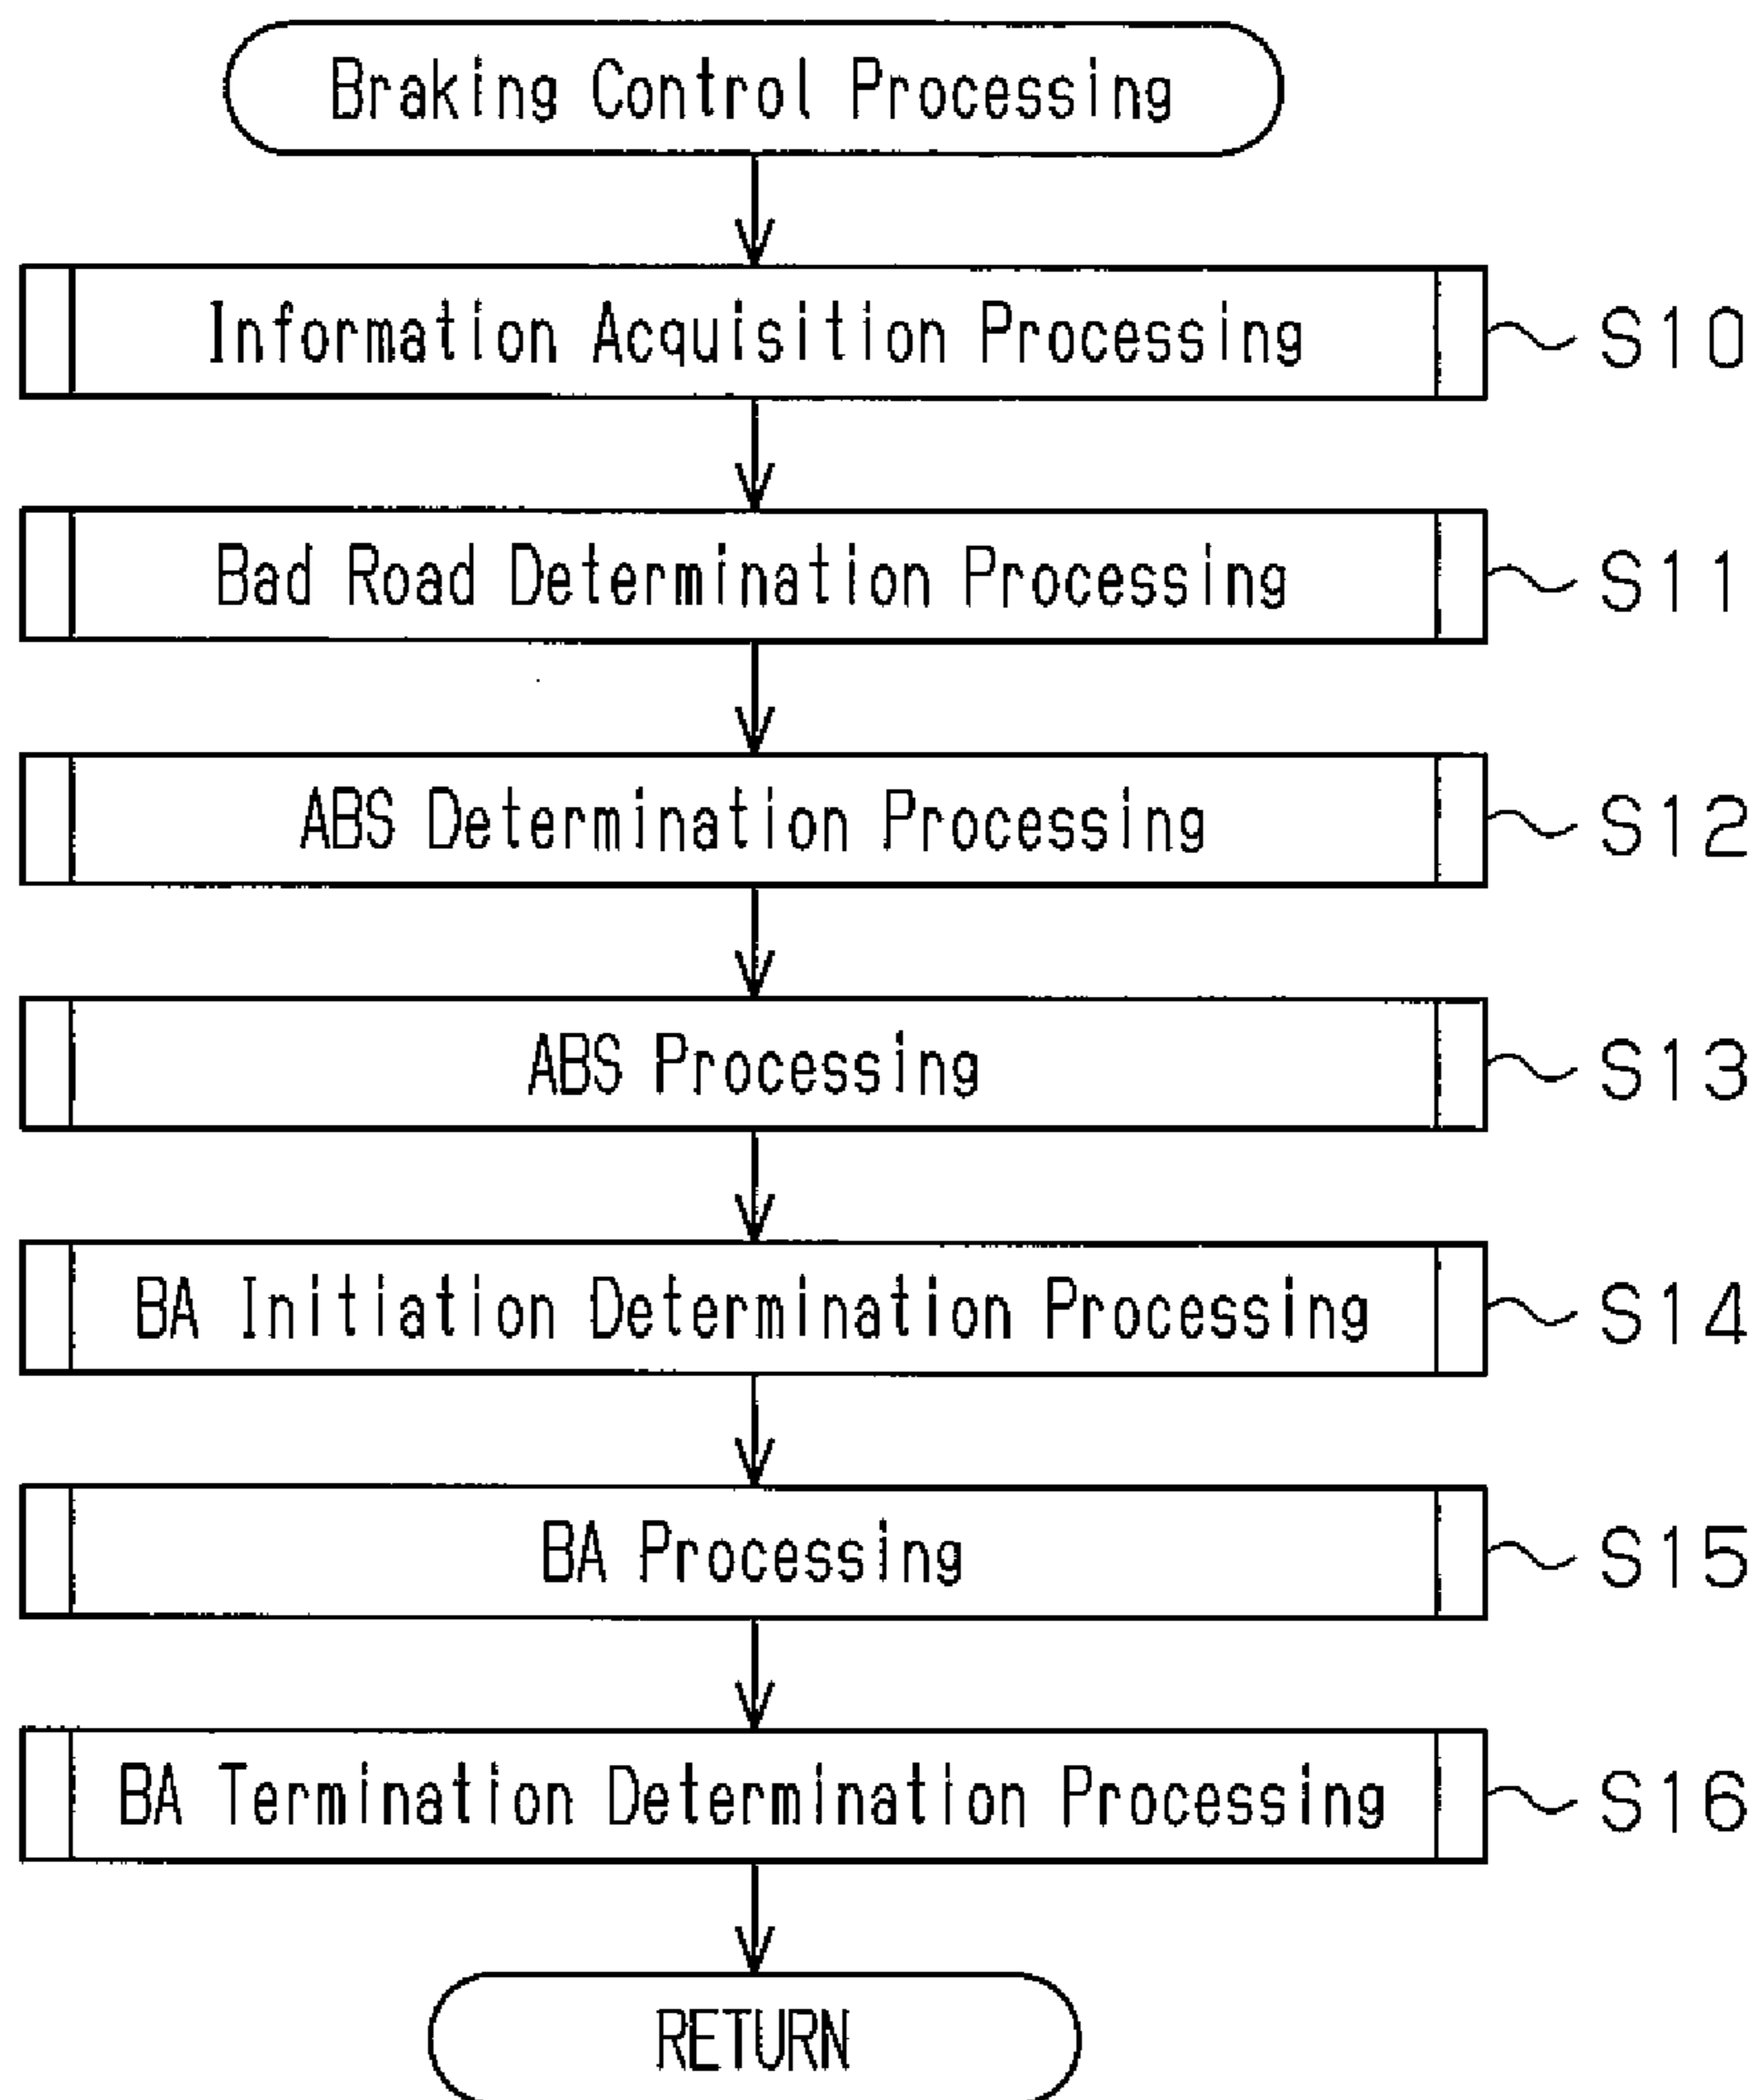 Braking Control Processing
Information Acquisition Processing S10
Bad Road Determination Processing S11
ABS Determination Processing S12
ABS Processing S13
BA Initiation Determination Processing S14
BA Processing S15
BA Termination Determination Processing S16
RETURN